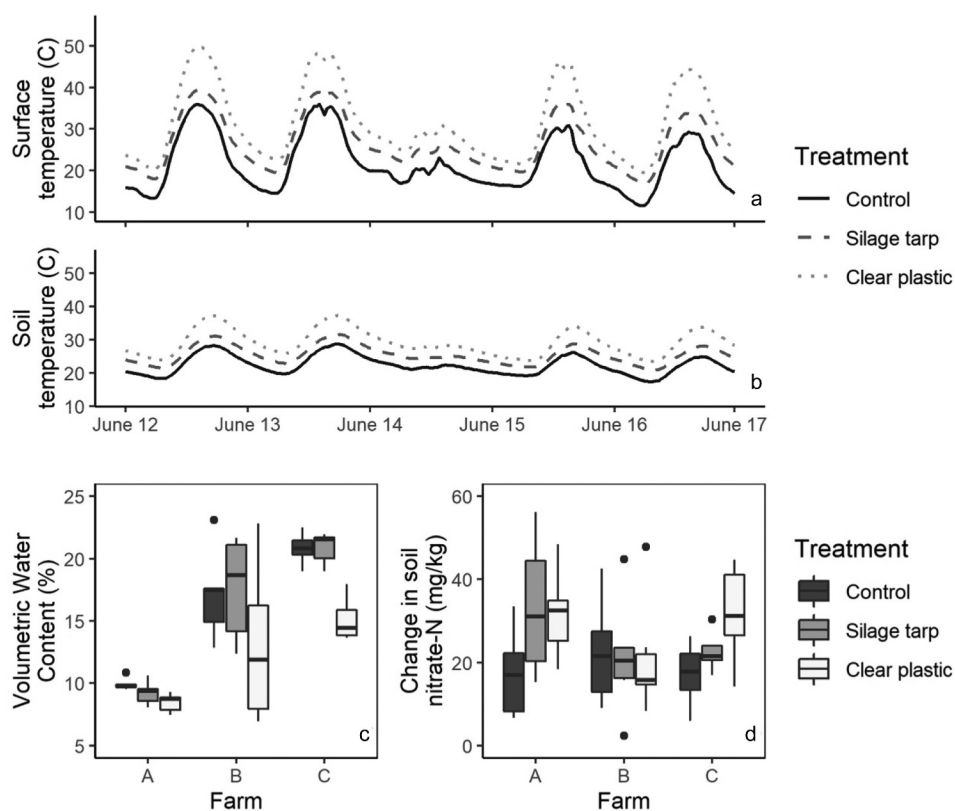 Surface
temperature (C)
50
40
30
20
10
a
Soil
temperature (C)
50
40
30
20
10
b
June 12 June 13 June 14 June 15 June 16 June 17
Treatment
Control
Silage tarp
Clear plastic
Volumetric Water
Content (%)
25
20
15
10
5
c
A B C
Farm
Change in soil
nitrate-N (mg/kg)
60
40
20
0
d
A B C
Farm
Treatment
Control
Silage tarp
Clear plastic